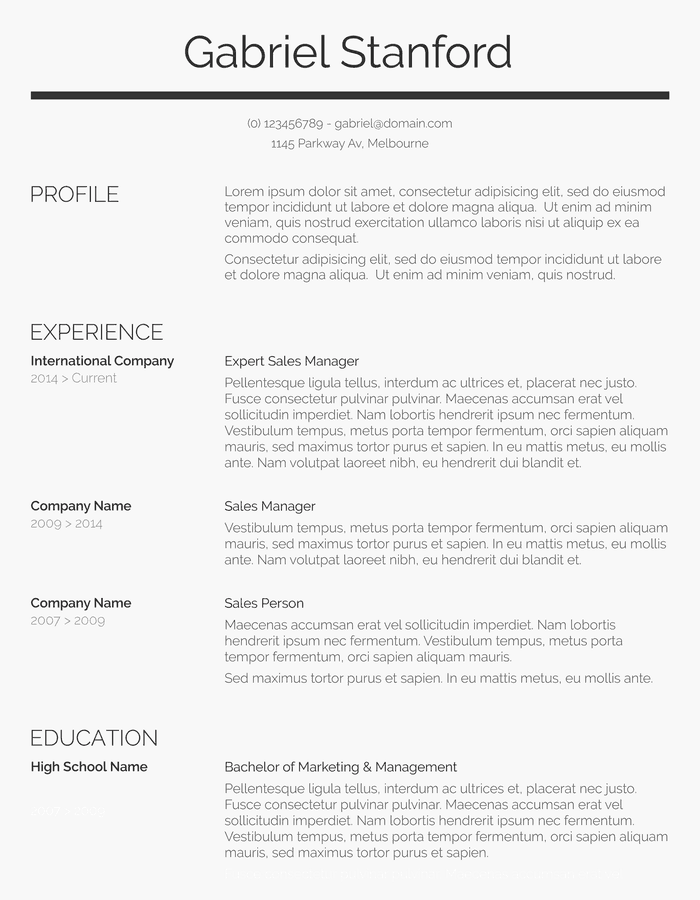 Gabriel Stanford
(0) 123456789 - gabriel@domain.com
1145 Parkway Av, Melbourne
PROFILE
Lorem ipsum dolor sit amet, consectetur adipisicing elit, sed do eiusmod
tempor incididunt ut labore et dolore magna aliqua.  Ut enim ad minim
veniam, quis nostrud exercitation ullamco laboris nisi ut aliquip ex ea
commodo consequat.
Consectetur adipisicing elit, sed do eiusmod tempor incididunt ut labore
et dolore magna aliqua.  Ut enim ad minim veniam, quis nostrud.
EXPERIENCE
International Company
2014 > Current
Expert Sales Manager
Pellentesque ligula tellus, interdum ac ultrices et, placerat nec justo.
Fusce consectetur pulvinar pulvinar. Maecenas accumsan erat vel
sollicitudin imperdiet. Nam lobortis hendrerit ipsum nec fermentum.
Vestibulum tempus, metus porta tempor fermentum, orci sapien aliquam
mauris, sed maximus tortor purus et sapien. In eu mattis metus, eu mollis
ante. Nam volutpat laoreet nibh, eu hendrerit dui blandit et.
Company Name
2009 > 2014
Sales Manager
Vestibulum tempus, metus porta tempor fermentum, orci sapien aliquam
mauris, sed maximus tortor purus et sapien. In eu mattis metus, eu mollis
ante. Nam volutpat laoreet nibh, eu hendrerit dui blandit et.
Company Name
2007 > 2009
Sales Person
Maecenas accumsan erat vel sollicitudin imperdiet. Nam lobortis
hendrerit ipsum nec fermentum. Vestibulum tempus, metus porta
tempor fermentum, orci sapien aliquam mauris.
Sed maximus tortor purus et sapien. In eu mattis metus, eu mollis ante.
EDUCATION
High School Name
Bachelor of Marketing & Management
Pellentesque ligula tellus, interdum ac ultrices et, placerat nec justo.
Fusce consectetur pulvinar pulvinar. Maecenas accumsan erat vel
sollicitudin imperdiet. Nam lobortis hendrerit ipsum nec fermentum.
Vestibulum tempus, metus porta tempor fermentum, orci sapien aliquam
mauris, sed maximus tortor purus et sapien.